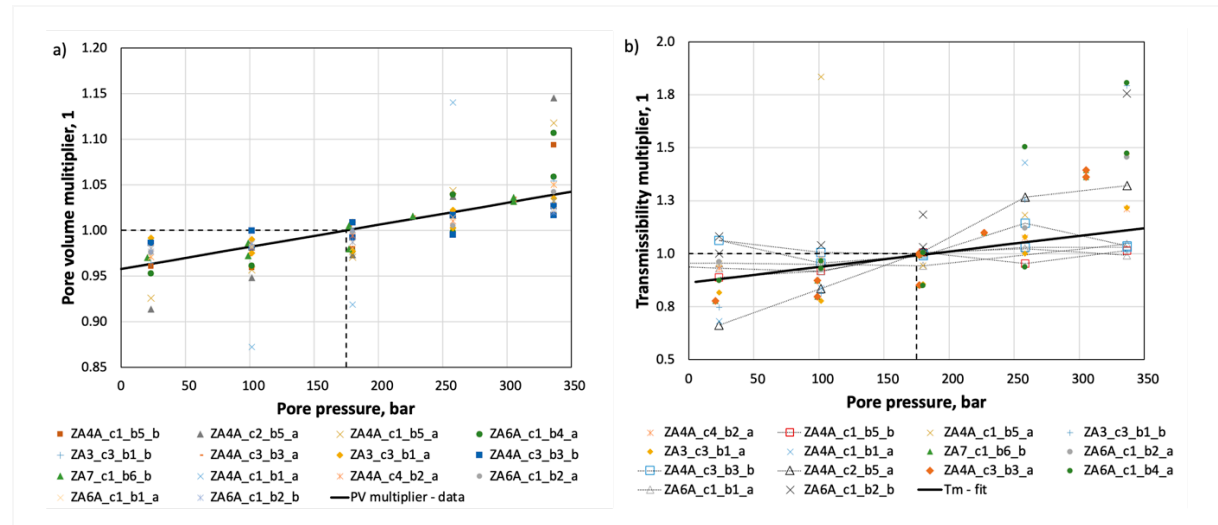 a)
Pore volume mulitiplier, 1
1.20
1.15
1.10
1.05
1.00
0.95
0.90
0.85
0 50 100 150 200 250 300 350
Pore pressure, bar
ZA4A_c1_b5_b ZA4A_c2_b5_a ZA4A_c1_b5_a ZA6A_c1_b4_a
ZA3_c3_b1_b ZA4A_c3_b3_a ZA3_c3_b1_a ZA4A_c3_b3_b
ZA7_c1_b6_b ZA4A_c1_b1_a ZA4A_c4_b2_a ZA6A_c1_b2_a
ZA6A_c1_b1_a ZA6A_c1_b2_b PV multiplier - data
b)
Transmissibility multiplier, 1
2.0
1.8
1.5
1.3
1.0
0.8
0.5
0 50 100 150 200 250 300 350
Pore pressure, bar
ZA4A_c4_b2_a ZA4A_c1_b5_b ZA4A_c1_b5_a ZA3_c3_b1_b
ZA3_c3_b1_a ZA4A_c1_b1_a ZA7_c1_b6_b ZA6A_c1_b2_a
ZA4A_c3_b3_b ZA4A_c2_b5_a ZA4A_c3_b3_a ZA6A_c1_b4_a
ZA6A_c1_b1_a ZA6A_c1_b2_b Tm - fit